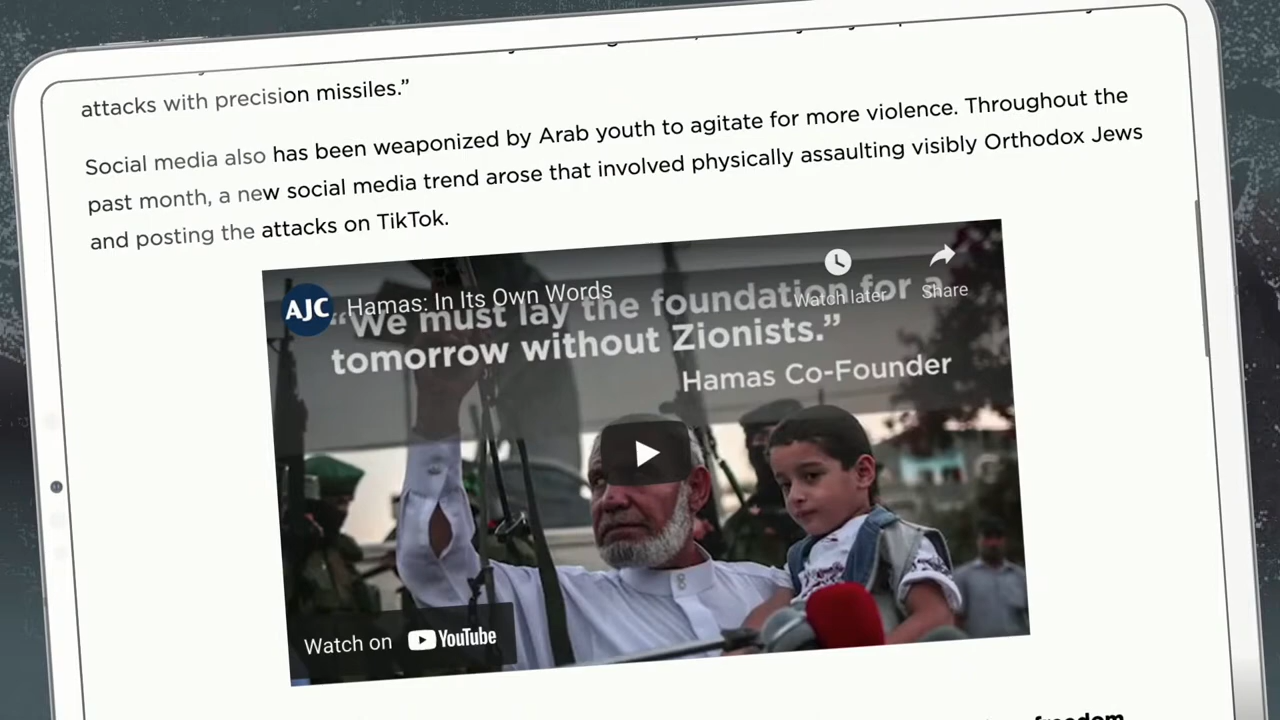 attacks with precision missiles.”
Social media also has been weaponized by Arab youth to agitate for more violence. Throughout the
past month, a new social media trend arose that involved physically assaulting visibly Orthodox Jews
and posting the attacks on TikTok.
AJC Hamas: In Its Own Words
Watch later
Share
“We must lay the foundation for a
tomorrow without Zionists.”
Hamas Co-Founder
Watch on YouTube
freedom